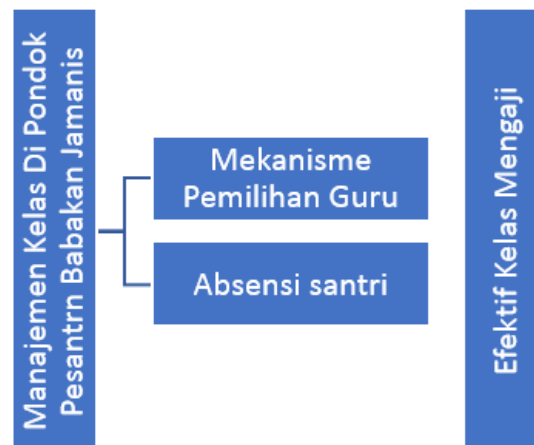 Manajemen Kelas Di Pondok
Pesantrn Babakan Jamanis
Mekanisme
Pemilihan Guru
Absensi santri
Efektif Kelas Mengaji